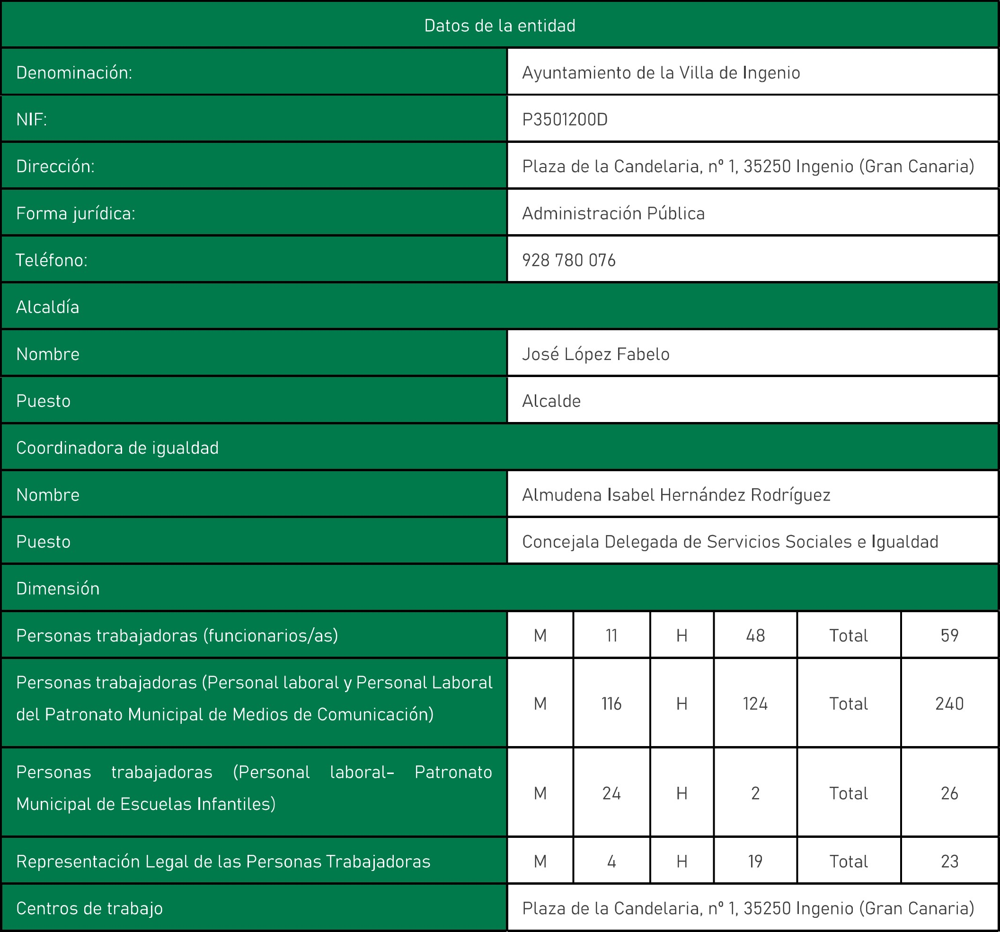 Datos de la entidad
Denominación: Ayuntamiento de la Villa de Ingenio
NIF: P3501200D
Dirección: Plaza de la Candelaria, nº 1, 35250 Ingenio (Gran Canaria)
Forma jurídica: Administración Pública
Teléfono: 928 780 076
Alcaldía
Nombre José López Fabelo
Puesto Alcalde
Coordinadora de igualdad
Nombre Almudena Isabel Hernández Rodríguez
Puesto Concejala Delegada de Servicios Sociales e Igualdad
Dimensión
Personas trabajadoras (funcionarios/as) M 11 H 48 Total 59
Personas trabajadoras (Personal laboral y Personal Laboral
del Patronato Municipal de Medios de Comunicación) M 116 H 124 Total 240
Personas trabajadoras (Personal laboral– Patronato
Municipal de Escuelas Infantiles) M 24 H 2 Total 26
Representación Legal de las Personas Trabajadoras M 4 H 19 Total 23
Centros de trabajo Plaza de la Candelaria, nº 1, 35250 Ingenio (Gran Canaria)